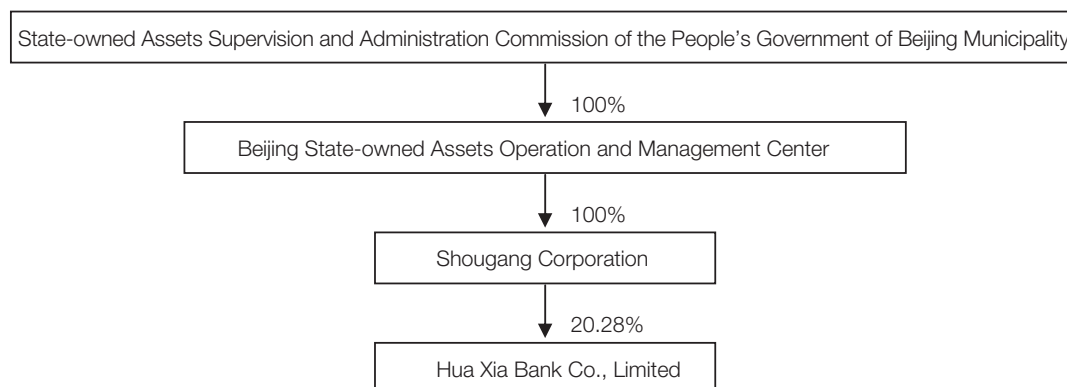 State-owned Assets Supervision and Administration Commission of the People's Government of Beijing Municipality
100%
Beijing State-owned Assets Operation and Management Center
100%
Shougang Corporation
20.28%
Hua Xia Bank Co., Limited